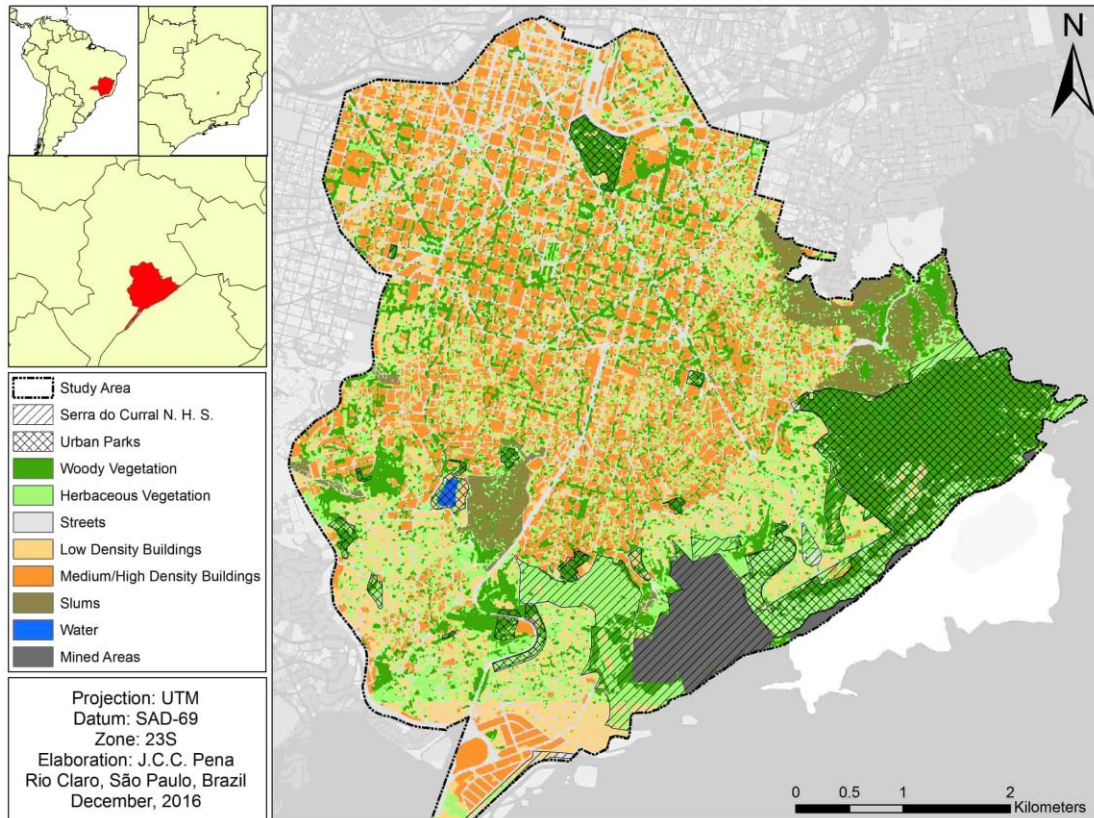 N
Study Area
Serra do Curral N. H. S.
Urban Parks
Woody Vegetation
Herbaceous Vegetation
Streets
Low Density Buildings
Medium/High Density Buildings
Slums
Water
Mined Areas
Projection: UTM
Datum: SAD-69
Zone: 23S
Elaboration: J.C.C. Pena
Rio Claro, São Paulo, Brazil
December, 2016
0 0.5 1 2
Kilometers